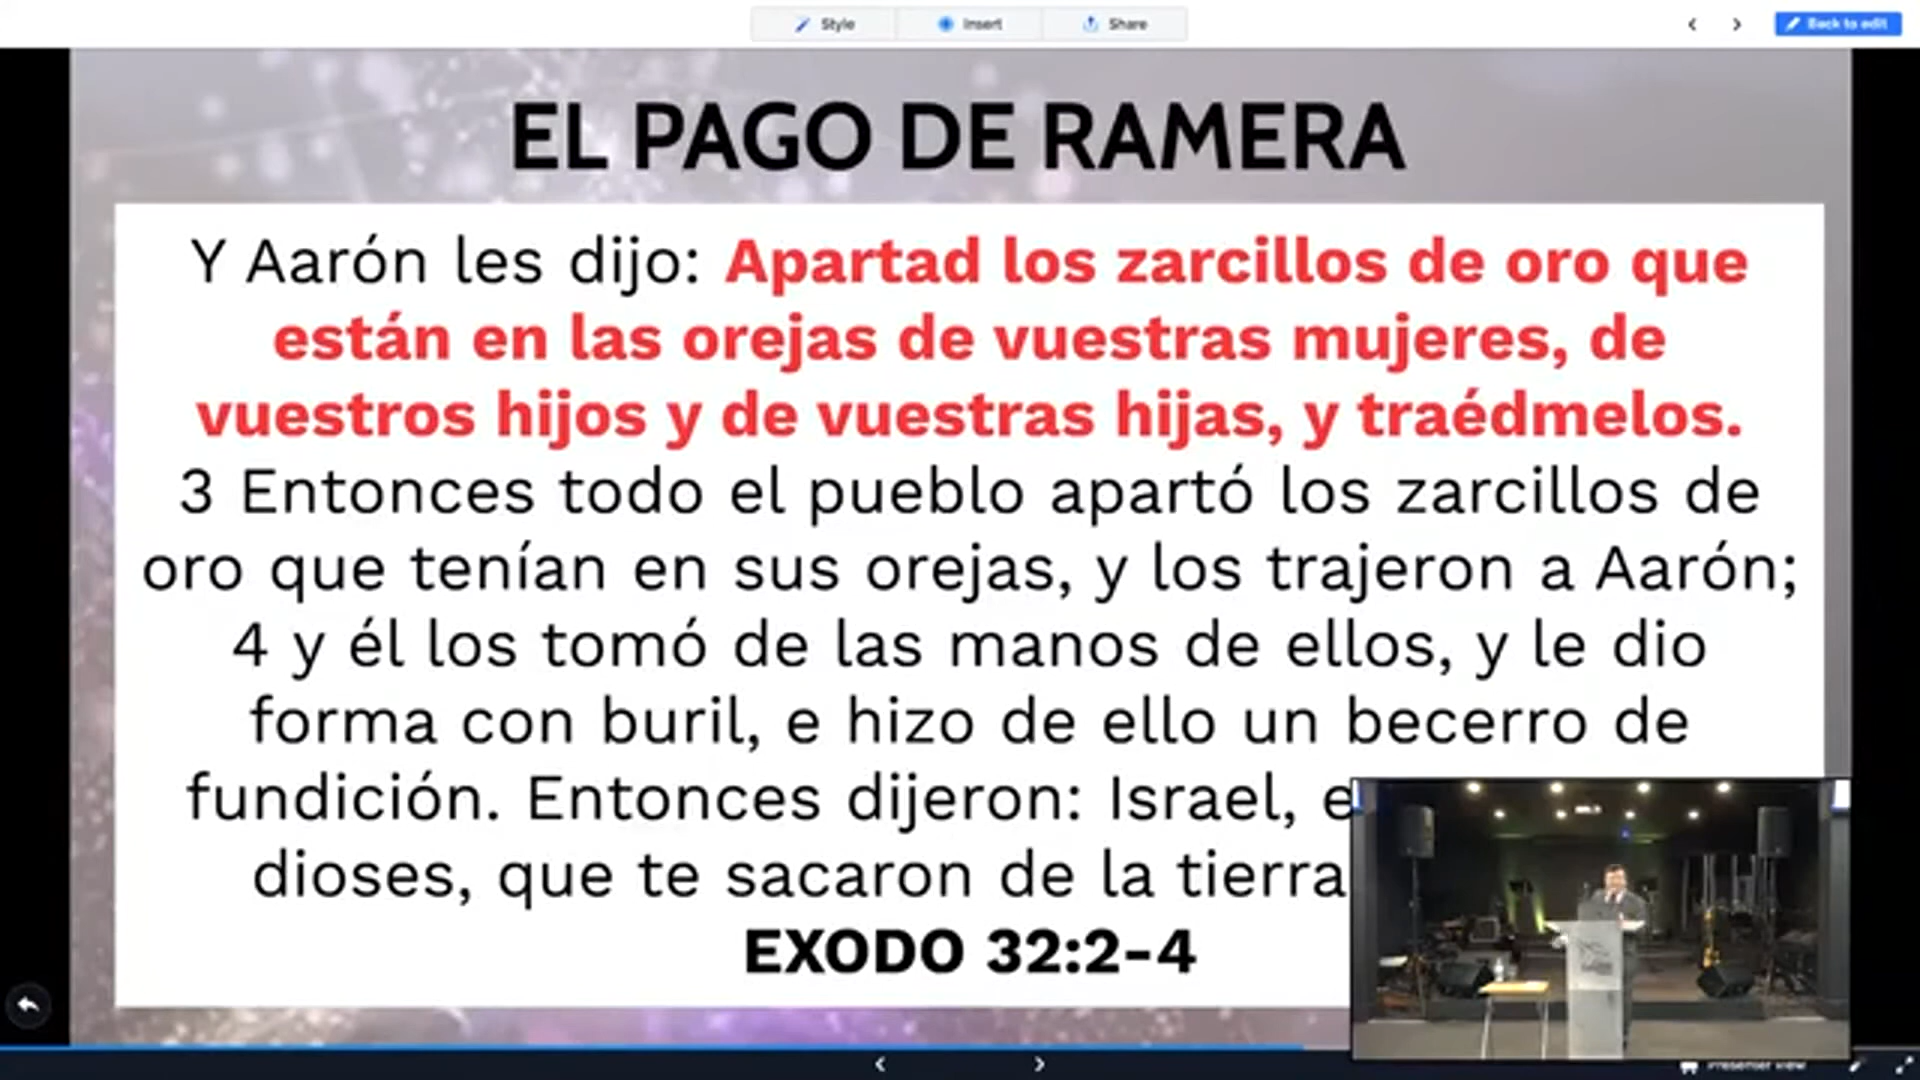 Style Insert Share Back to edit
EL PAGO DE RAMERA
Y Aarón les dijo: Apartad los zarcillos de oro que
están en las orejas de vuestras mujeres, de
vuestros hijos y de vuestras hijas, y traédmelos.
3 Entonces todo el pueblo apartó los zarcillos de
oro que tenían en sus orejas, y los trajeron a Aarón;
4 y él los tomó de las manos de ellos, y le dio
forma con buril, e hizo de ello un becerro de
fundición. Entonces dijeron: Israel, e
dioses, que te sacaron de la tierra
EXODO 32:2-4
Presenter view